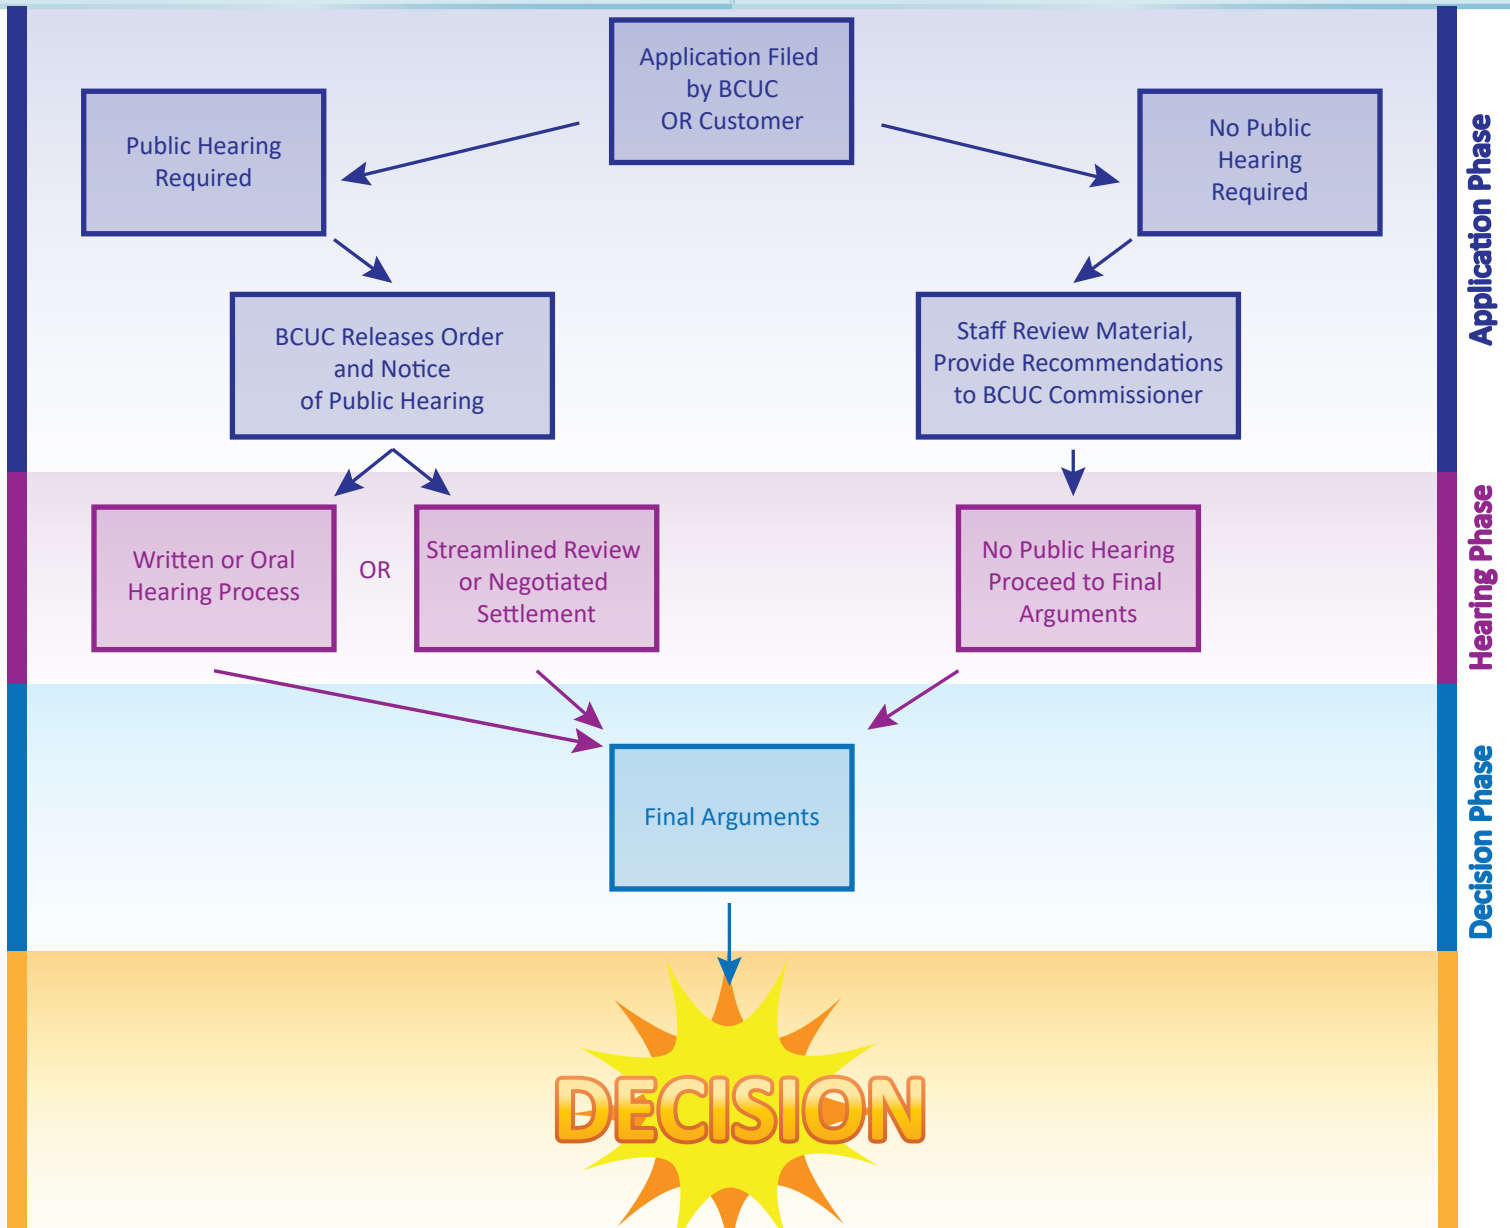 Application Filed
by BCUC
OR Customer
Public Hearing
Required
No Public
Hearing
Required
BCUC Releases Order
and Notice
of Public Hearing
Staff Review Material,
Provide Recommendations
to BCUC Commissioner
Application Phase
Written or Oral
Hearing Process
OR
Streamlined Review
or Negotiated
Settlement
No Public Hearing
Proceed to Final
Arguments
Hearing Phase
Final Arguments
Decision Phase
DECISION